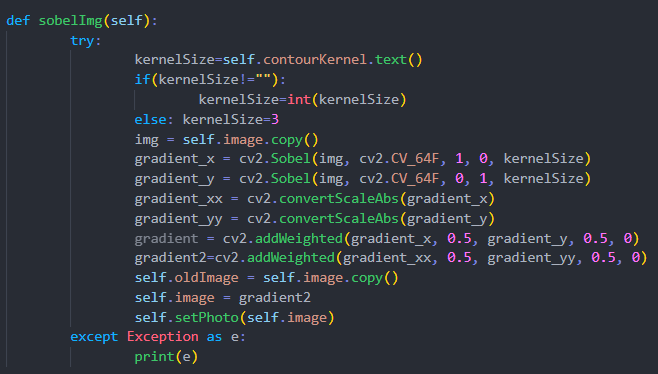 def sobelImg(self):
try:
kernelSize=self.contourKernel.text()
if(kernelSize!=""):
kernelSize=int(kernelSize)
else: kernelSize=3
img = self.image.copy()
gradient_x = cv2.Sobel(img, cv2.CV_64F, 1, 0, kernelSize)
gradient_y = cv2.Sobel(img, cv2.CV_64F, 0, 1, kernelSize)
gradient_xx = cv2.convertScaleAbs(gradient_x)
gradient_yy = cv2.convertScaleAbs(gradient_y)
gradient = cv2.addWeighted(gradient_x, 0.5, gradient_y, 0.5, 0)
gradient2=cv2.addWeighted(gradient_xx, 0.5, gradient_yy, 0.5, 0)
self.oldImage = self.image.copy()
self.image = gradient2
self.setPhoto(self.image)
except Exception as e:
print(e)